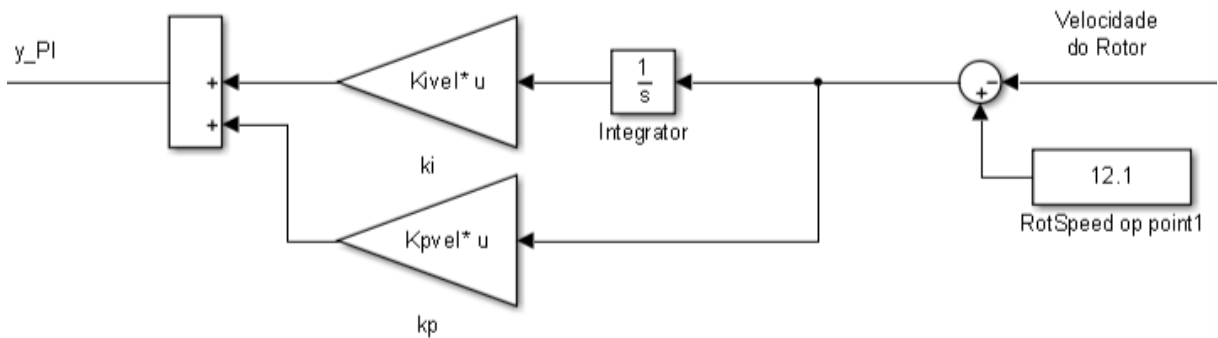 y_PI
+
+
Kivel* u
ki
Kpvel* u
kp
1
s
Integrator
Velocidade
do Rotor
−
+
12.1
RotSpeed op point1